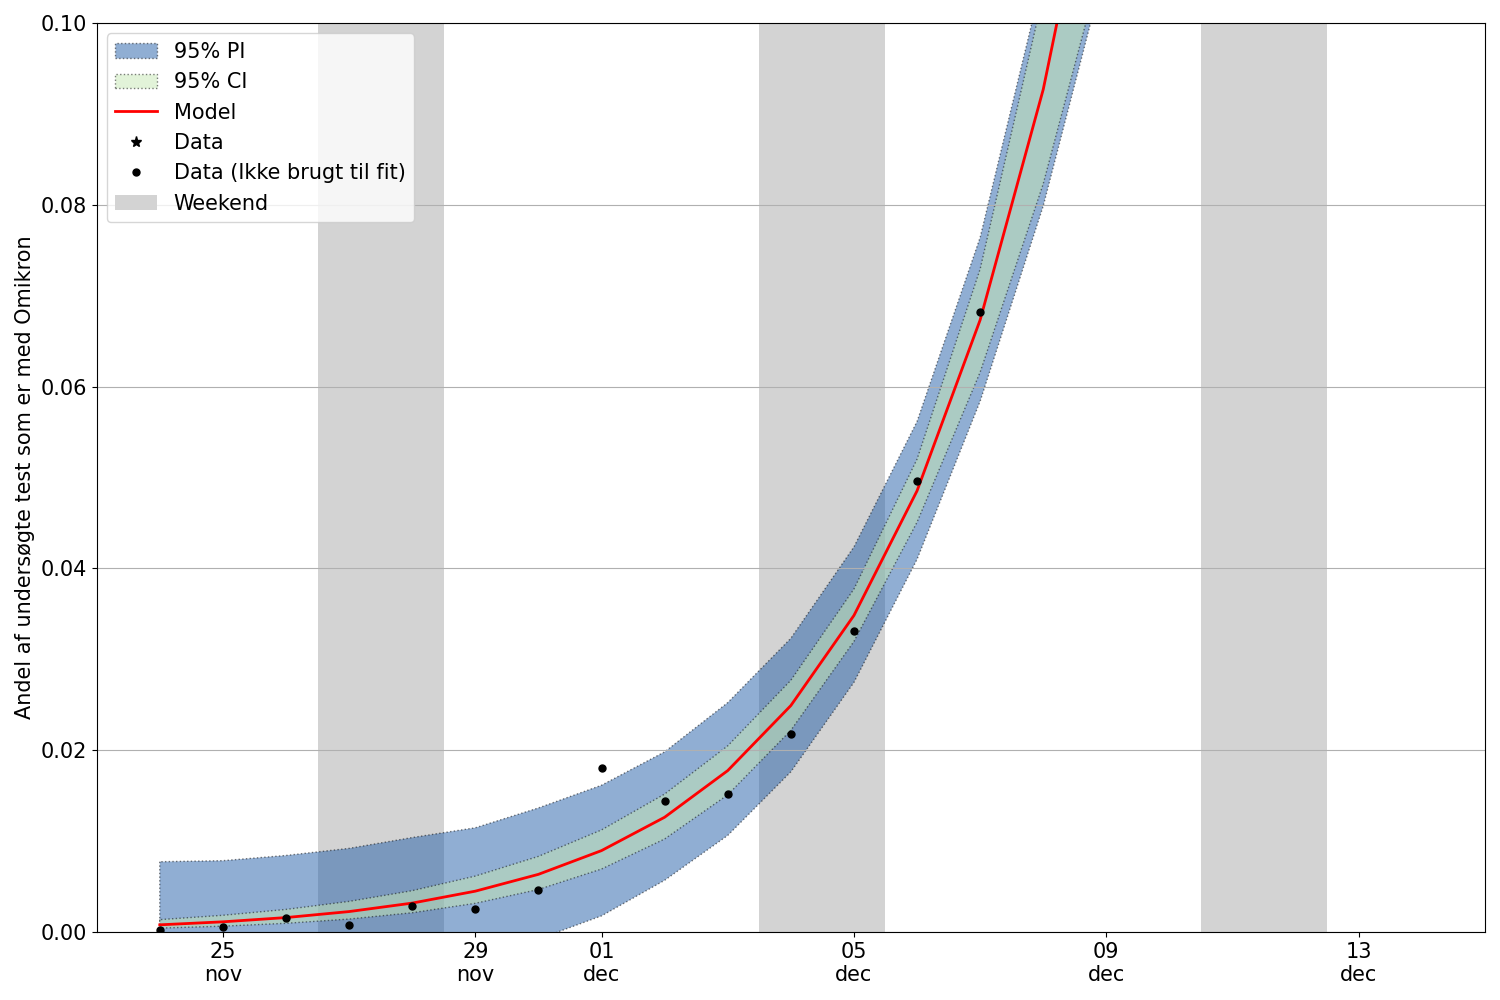 0.10
0.08
0.06
0.04
0.02
0.00
Andel af undersøgte test som er med Omikron
95% PI
95% CI
Model
Data
Data (Ikke brugt til fit)
Weekend
25
nov
29
nov
01
dec
05
dec
09
dec
13
dec